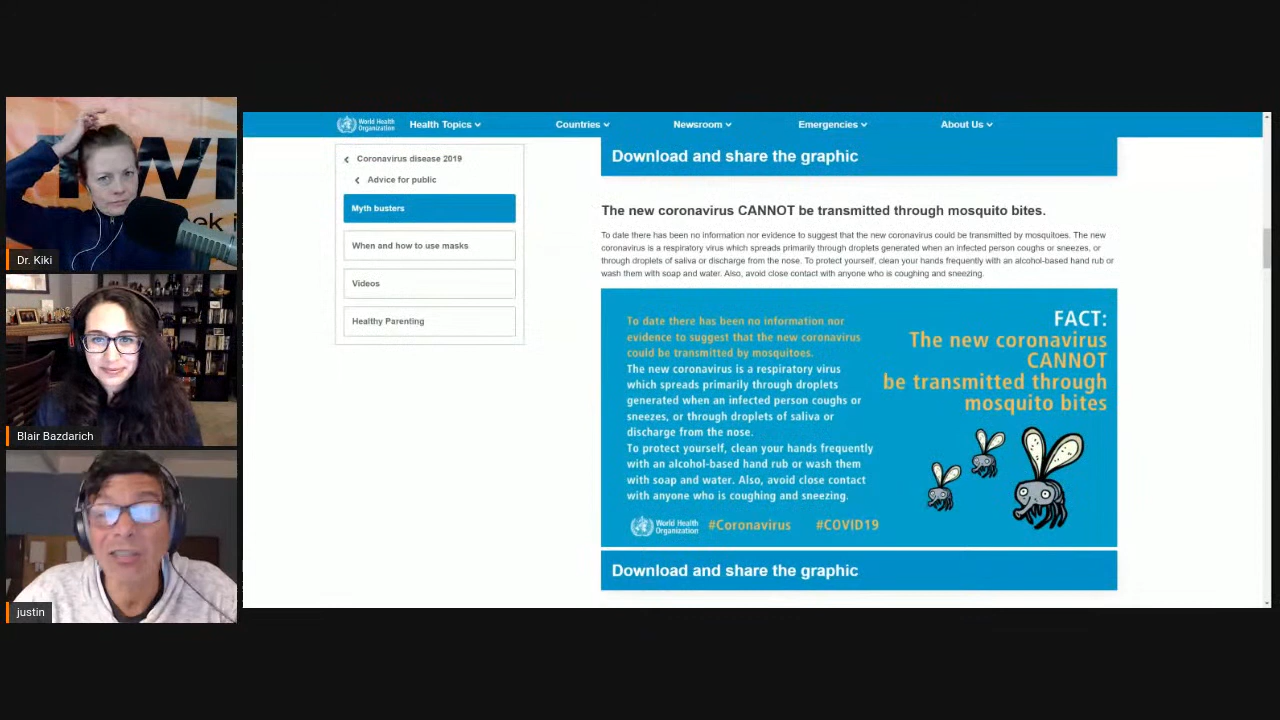 Dr. Kiki
Blair Bazdarich
justin
World Health
Organization
Health Topics
Countries
Newsroom
Emergencies
About Us
Coronavirus disease 2019
Advice for public
Myth busters
When and how to use masks
Videos
Healthy Parenting
Download and share the graphic
The new coronavirus CANNOT be transmitted through mosquito bites.
To date there has been no information nor evidence to suggest that the new coronavirus could be transmitted by mosquitoes. The new
coronavirus is a respiratory virus which spreads primarily through droplets generated when an infected person coughs or sneezes, or
through droplets of saliva or discharge from the nose. To protect yourself, clean your hands frequently with an alcohol-based hand rub or
wash them with soap and water. Also, avoid close contact with anyone who is coughing and sneezing.
To date there has been no information nor
evidence to suggest that the new coronavirus
could be transmitted by mosquitoes.
The new coronavirus is a respiratory virus
which spreads primarily through droplets
generated when an infected person coughs or
sneezes, or through droplets of saliva or
discharge from the nose.
To protect yourself, clean your hands frequently
with an alcohol-based hand rub or wash them
with soap and water. Also, avoid close contact
with anyone who is coughing and sneezing.
FACT:
The new coronavirus
CANNOT
be transmitted through
mosquito bites
World Health
Organization
#Coronavirus #COVID19
Download and share the graphic